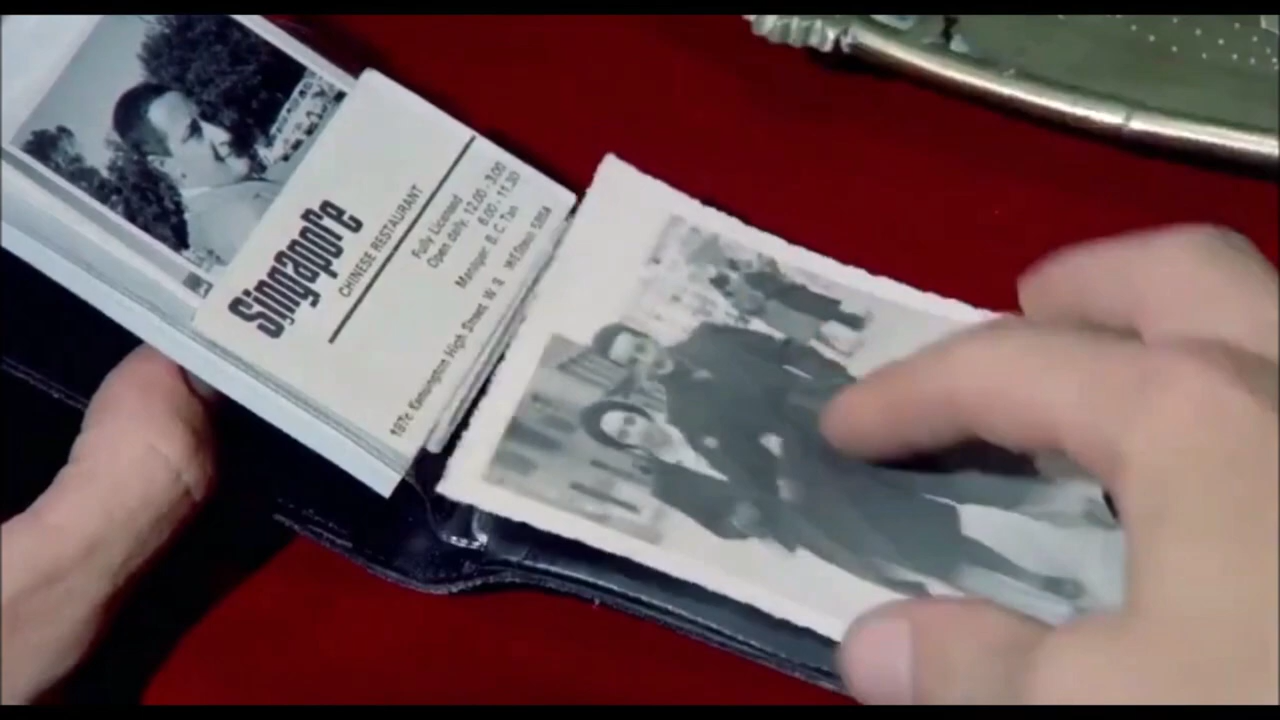 Singapore
CHINESE RESTAURANT
Fully Licensed
Open daily: 12.00 - 3.00
6.00 - 11.30
Manager: B. C. Tan
Kensington High Street, W. 8